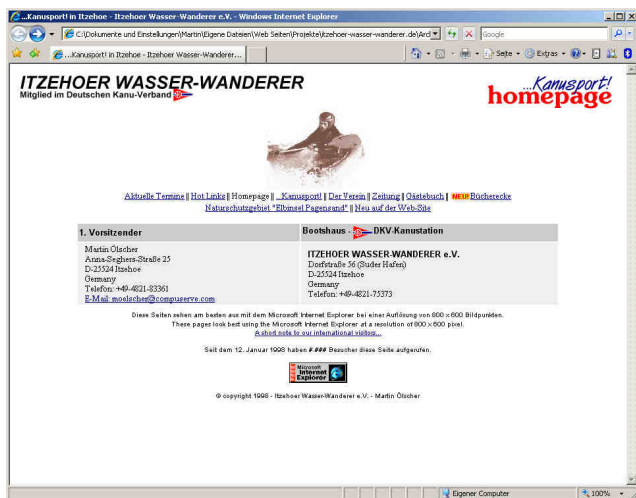 ...Kanusport! in Itzehoe - Itzehoer Wasser-Wanderer e.V. - Windows Internet Explorer
C:\Dokumente und Einstellungen\Martin\Eigene Dateien\Web Seiten\Projekte\itzehoer-wasser-wanderer.de\Ard
Google
...Kanusport! in Itzehoe - Itzehoer Wasser-Wanderer...
Seite
Extras
ITZEHOER WASSER-WANDERER
Mitglied im Deutschen Kanu-Verband
...Kanusport!
homepage
Aktuelle Termine || Hot Links || Homepage || ...Kanusport! || Der Verein || Zeitung || Gästebuch || NEU! Bücherecke
Naturschutzgebiet "Elbinsel Pagensand" || Neu auf der Web-Site
1. Vorsitzender
Martin Ölscher
Anna-Seghers-Straße 25
D-25524 Itzehoe
Germany
Telefon: +49-4821-83361
E-Mail: moelscher@compuserve.com
Bootshaus - DKV-Kanustation
ITZEHOER WASSER-WANDERER e.V.
Dorfstraße 56 (Suder Hafen)
D-25524 Itzehoe
Germany
Telefon: +49-4821-75373
Diese Seiten sehen am besten aus mit dem Microsoft Internet Explorer bei einer Auflösung von 800 x 600 Bildpunkten.
These pages look best using the Microsoft Internet Explorer at a resolution of 800 x 600 pixel.
A short note to our international visitors...
Seit dem 12. Januar 1998 haben #.### Besucher diese Seite aufgerufen.
Microsoft
Internet
Explorer
© copyright 1998 - Itzehoer Wasser-Wanderer e.V. - Martin Ölscher
Eigener Computer
100%